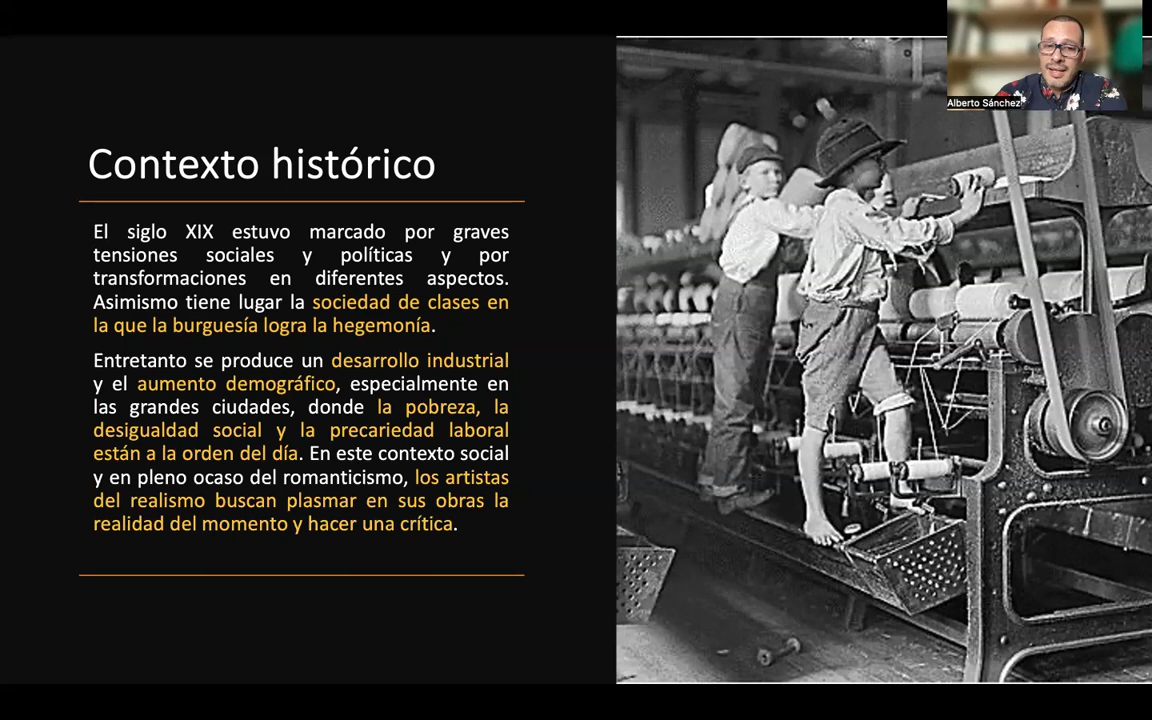 Alberto Sánchez
Contexto histórico
El siglo XIX estuvo marcado por graves
tensiones sociales y políticas y por
transformaciones en diferentes aspectos.
Asimismo tiene lugar la sociedad de clases en
la que la burguesía logra la hegemonía.
Entretanto se produce un desarrollo industrial
y el aumento demográfico, especialmente en
las grandes ciudades, donde la pobreza, la
desigualdad social y la precariedad laboral
están a la orden del día. En este contexto social
y en pleno ocaso del romanticismo, los artistas
del realismo buscan plasmar en sus obras la
realidad del momento y hacer una crítica.